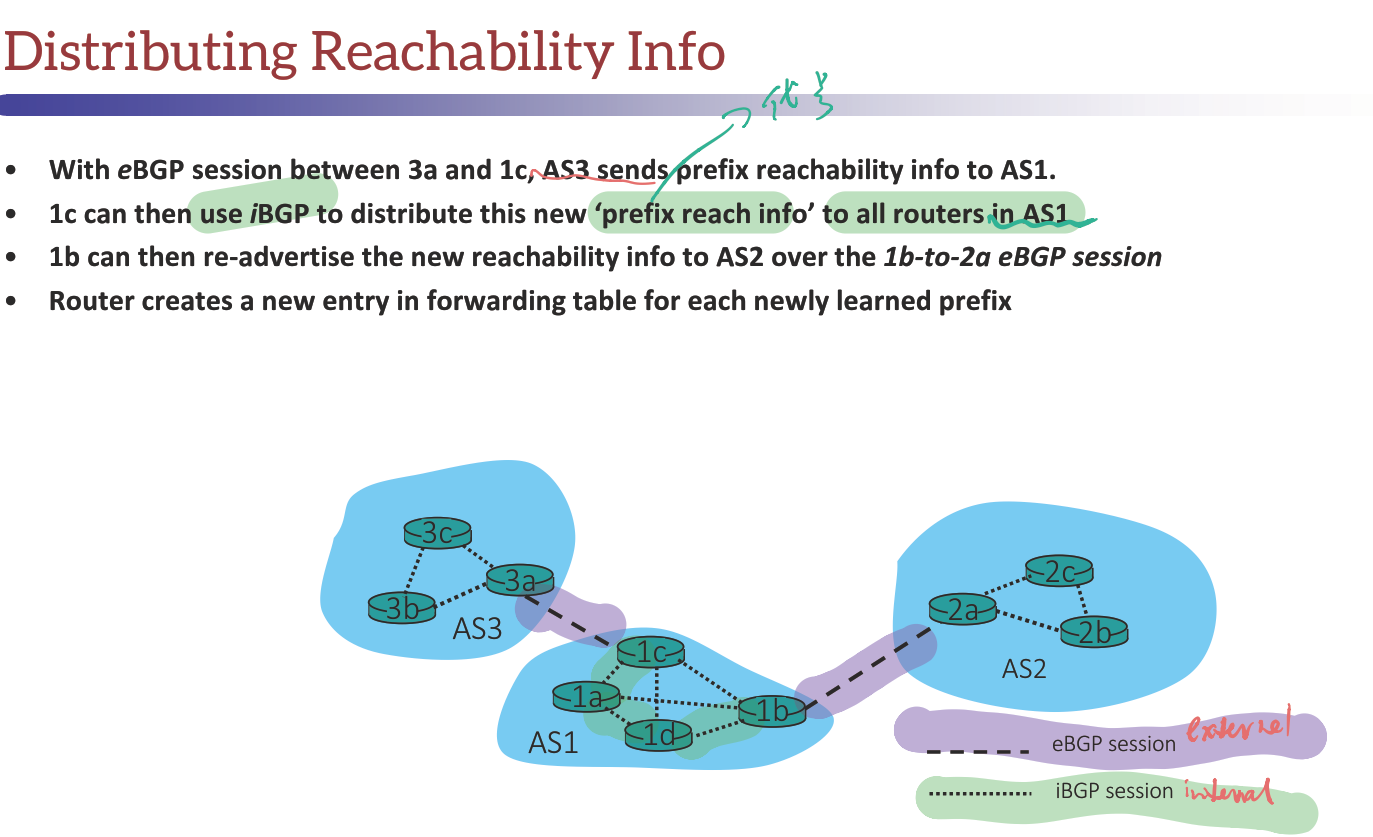 Distributing Reachability Info
• With eBGP session between 3a and 1c, AS3 sends prefix reachability info to AS1.
• 1c can then use iBGP to distribute this new ‘prefix reach info’ to all routers in AS1
• 1b can then re-advertise the new reachability info to AS2 over the 1b-to-2a eBGP session
• Router creates a new entry in forwarding table for each newly learned prefix
3c
3a
3b
AS3
1c
1a
1b
1d
AS1
2c
2a
2b
AS2
eBGP session external
iBGP session internal